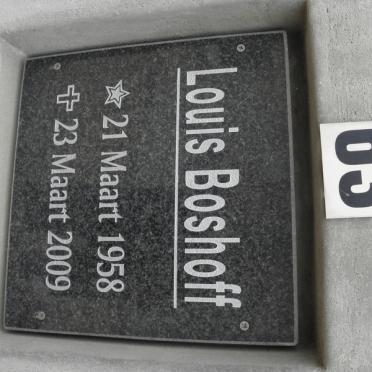 Louis Boshoff
☆ 21 Maart 1958
✝ 23 Maart 2009